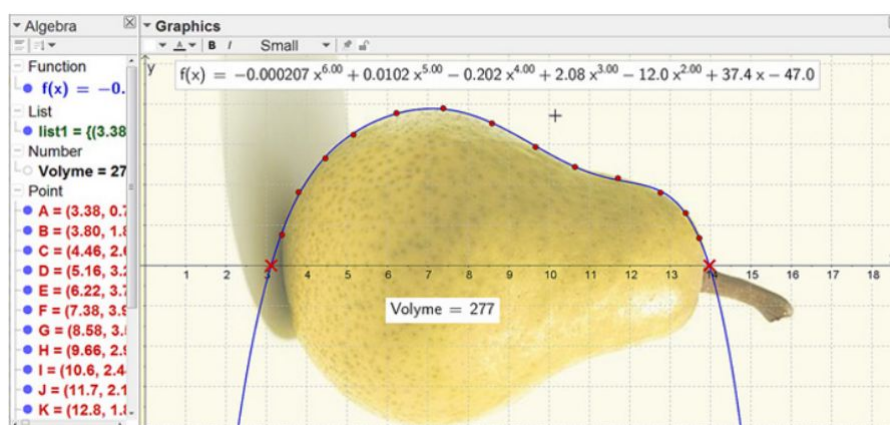 Algebra
Graphics
A B I Small
Function
f(x) = -0.
List
list1 = {(3.38
Number
Volyme = 27
Point
A = (3.38, 0.7
B = (3.80, 1.8
C = (4.46, 2.6
D = (5.16, 3.2
E = (6.22, 3.7
F = (7.38, 3.9
G = (8.58, 3.5
H = (9.66, 2.9
I = (10.6, 2.4
J = (11.7, 2.1
K = (12.8, 1.8
y
f(x) = −0.000207 x^6.00 + 0.0102 x^5.00 − 0.202 x^4.00 + 2.08 x^3.00 − 12.0 x^2.00 + 37.4 x − 47.0
1 2 3 4 5 6 7 8 9 10 11 12 13 14 15 16 17 18
Volyme = 277